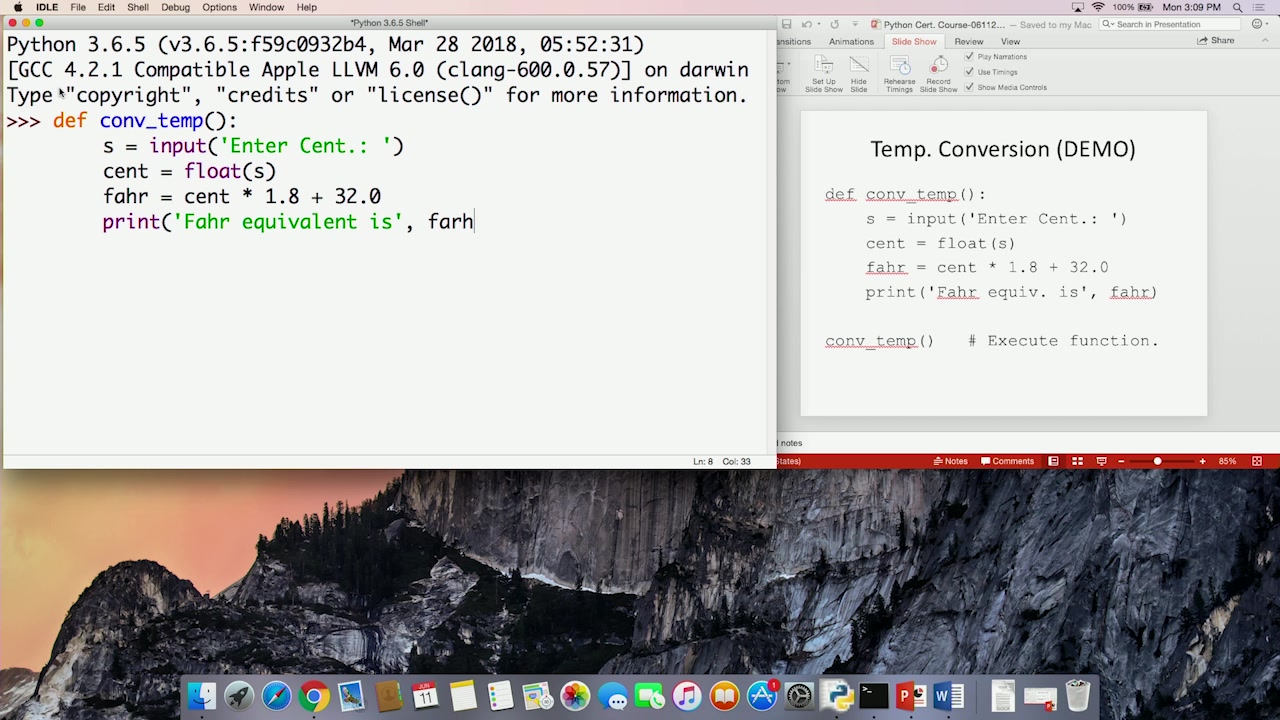 IDLE File Edit Shell Debug Options Window Help
100% Mon 3:09 PM
*Python 3.6.5 Shell*
Python 3.6.5 (v3.6.5:f59c0932b4, Mar 28 2018, 05:52:31)
[GCC 4.2.1 Compatible Apple LLVM 6.0 (clang-600.0.57)] on darwin
Type "copyright", "credits" or "license()" for more information.
>>> def conv_temp():
s = input('Enter Cent.: ')
cent = float(s)
fahr = cent * 1.8 + 32.0
print('Fahr equivalent is', farh
Ln: 8 Col: 33
Python Cert. Course-06112... — Saved to my Mac
Search in Presentation
nsitions Animations Slide Show Review View
Share
Set Up
Slide Show
Hide
Slide
Rehearse
Timings
Record
Slide Show
Play Narrations
Use Timings
Show Media Controls
Temp. Conversion (DEMO)
def conv_temp():
s = input('Enter Cent.: ')
cent = float(s)
fahr = cent * 1.8 + 32.0
print('Fahr equiv. is', fahr)
conv_temp() # Execute function.
notes
States)
Notes Comments
85%
JUN
11
1